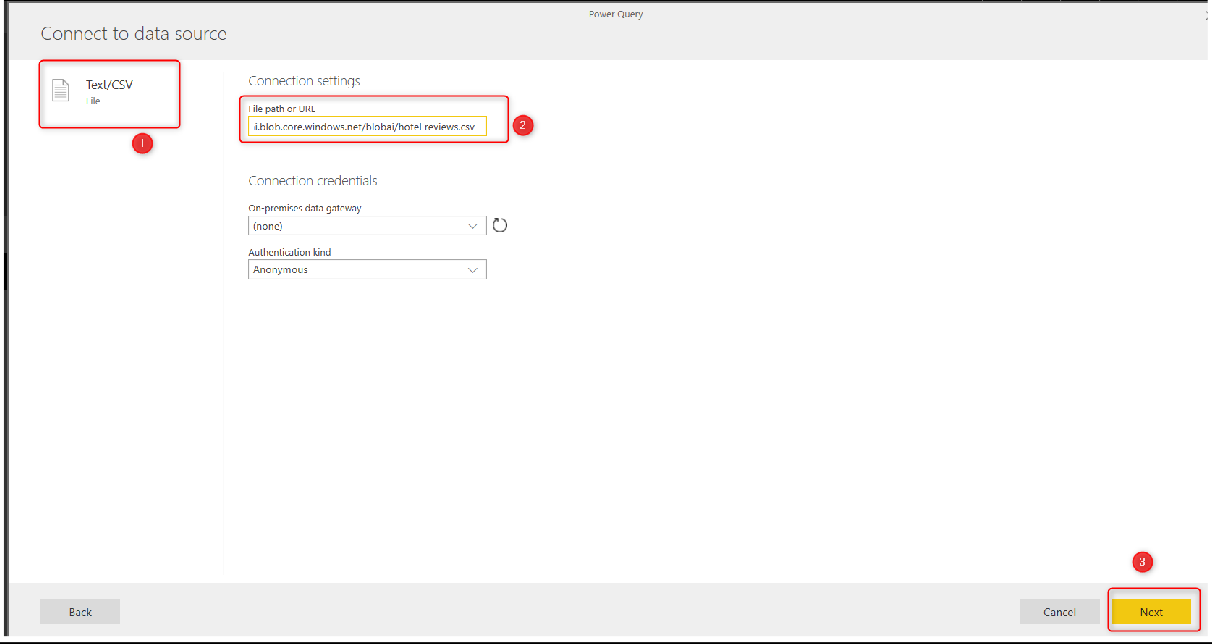 Power Query
Connect to data source
Text/CSV
File
1
Connection settings
File path or URL
i.blob.core.windows.net/blobai/hotel reviews.csv
2
Connection credentials
On-premises data gateway
(none)
Authentication kind
Anonymous
3
Back
Cancel
Next